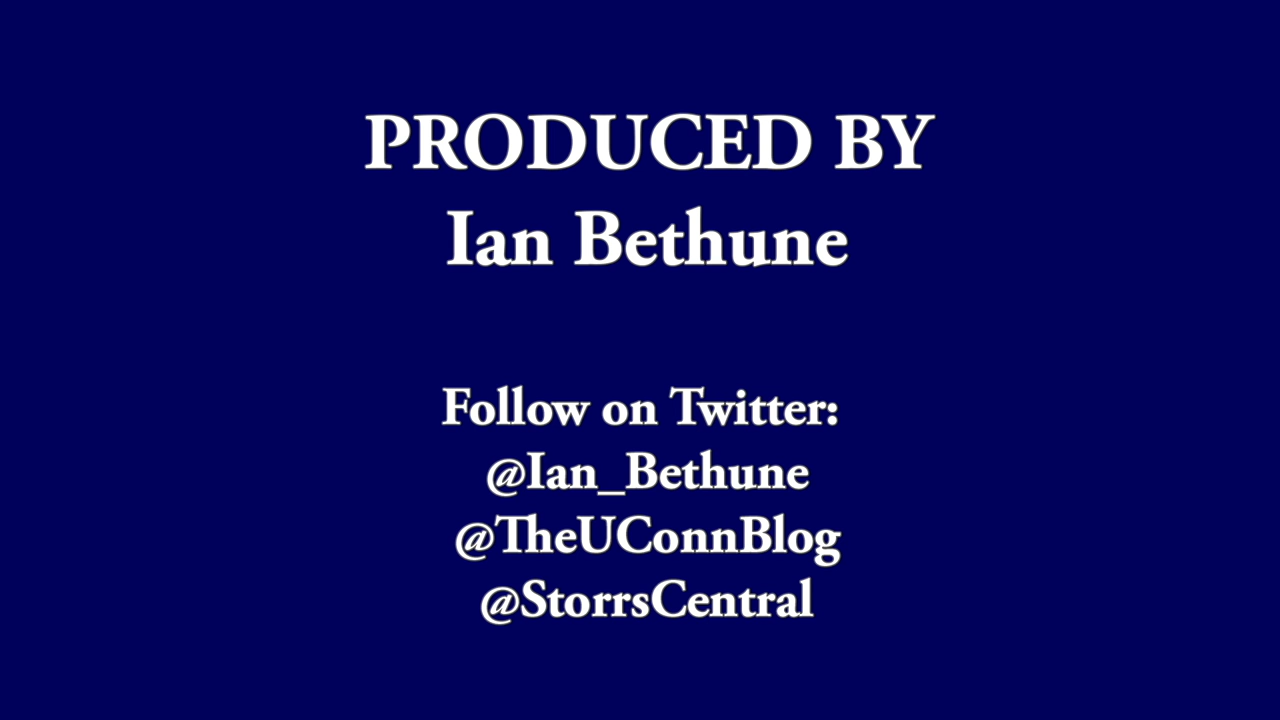 PRODUCED BY
Ian Bethune
Follow on Twitter:
@Ian_Bethune
@TheUConnBlog
@StorrsCentral